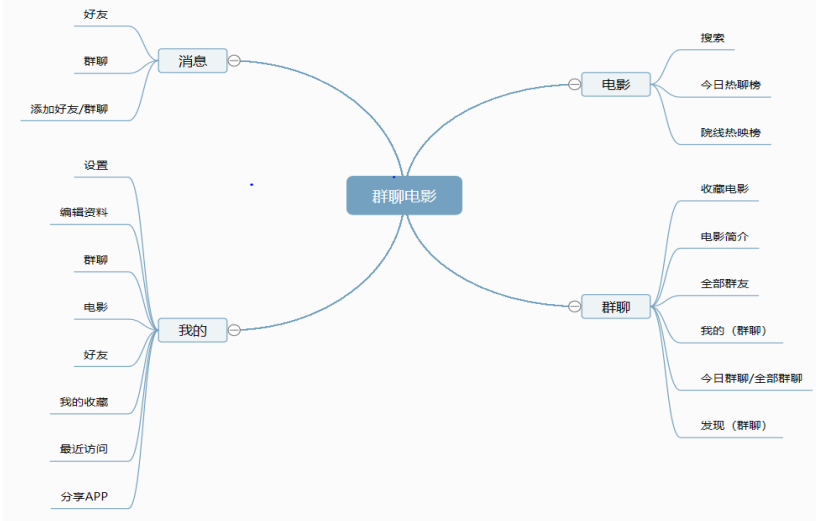 群聊电影
消息
好友
群聊
添加好友/群聊
我的
设置
编辑资料
群聊
电影
好友
我的收藏
最近访问
分享APP
电影
搜索
今日热聊榜
院线热映榜
群聊
收藏电影
电影简介
全部群友
我的（群聊）
今日群聊/全部群聊
发现（群聊）